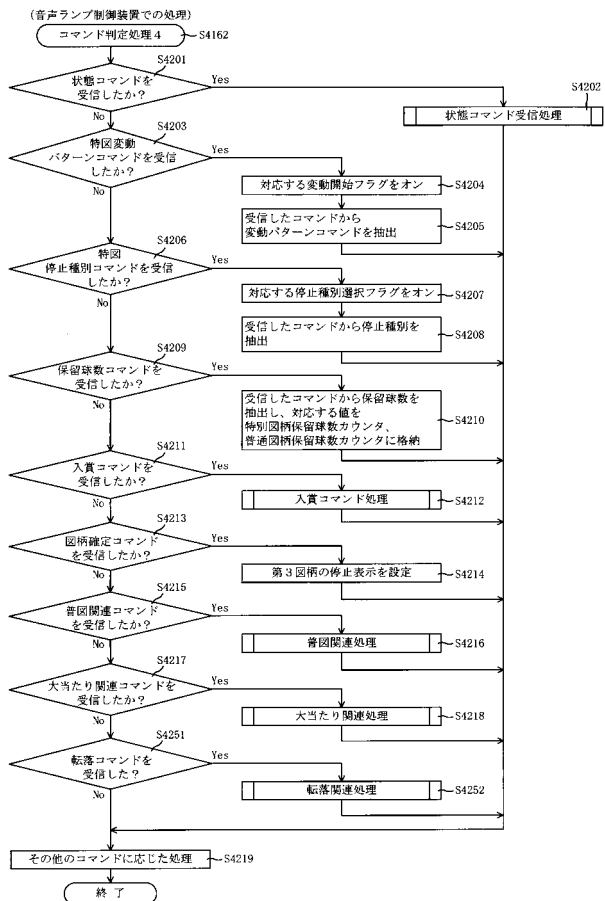 (音声ランプ制御装置での処理)
コマンド判定処理4
S4162
S4201
状態コマンドを
受信したか?
Yes
No
S4202
状態コマンド受信処理
S4203
特図変動
パターンコマンドを受信
したか?
Yes
No
対応する変動開始フラグをオン
S4204
受信したコマンドから
変動パターンコマンドを抽出
S4205
S4206
特図
停止種別コマンドを受信
したか?
Yes
No
対応する停止種別選択フラグをオン
S4207
受信したコマンドから停止種別を
抽出
S4208
S4209
保留球数コマンドを
受信したか?
Yes
No
受信したコマンドから保留球数を
抽出し、対応する値を
特別図柄保留球数カウンタ、
普通図柄保留球数カウンタに格納
S4210
S4211
入賞コマンドを
受信したか?
Yes
No
入賞コマンド処理
S4212
S4213
図柄確定コマンド
を受信したか?
Yes
No
第3図柄の停止表示を設定
S4214
S4215
普図関連コマンド
を受信したか?
Yes
No
普図関連処理
S4216
S4217
大当たり関連コマンドを
受信したか?
Yes
No
大当たり関連処理
S4218
S4251
転落コマンドを
受信した?
Yes
No
転落関連処理
S4252
その他のコマンドに応じた処理
S4219
終了